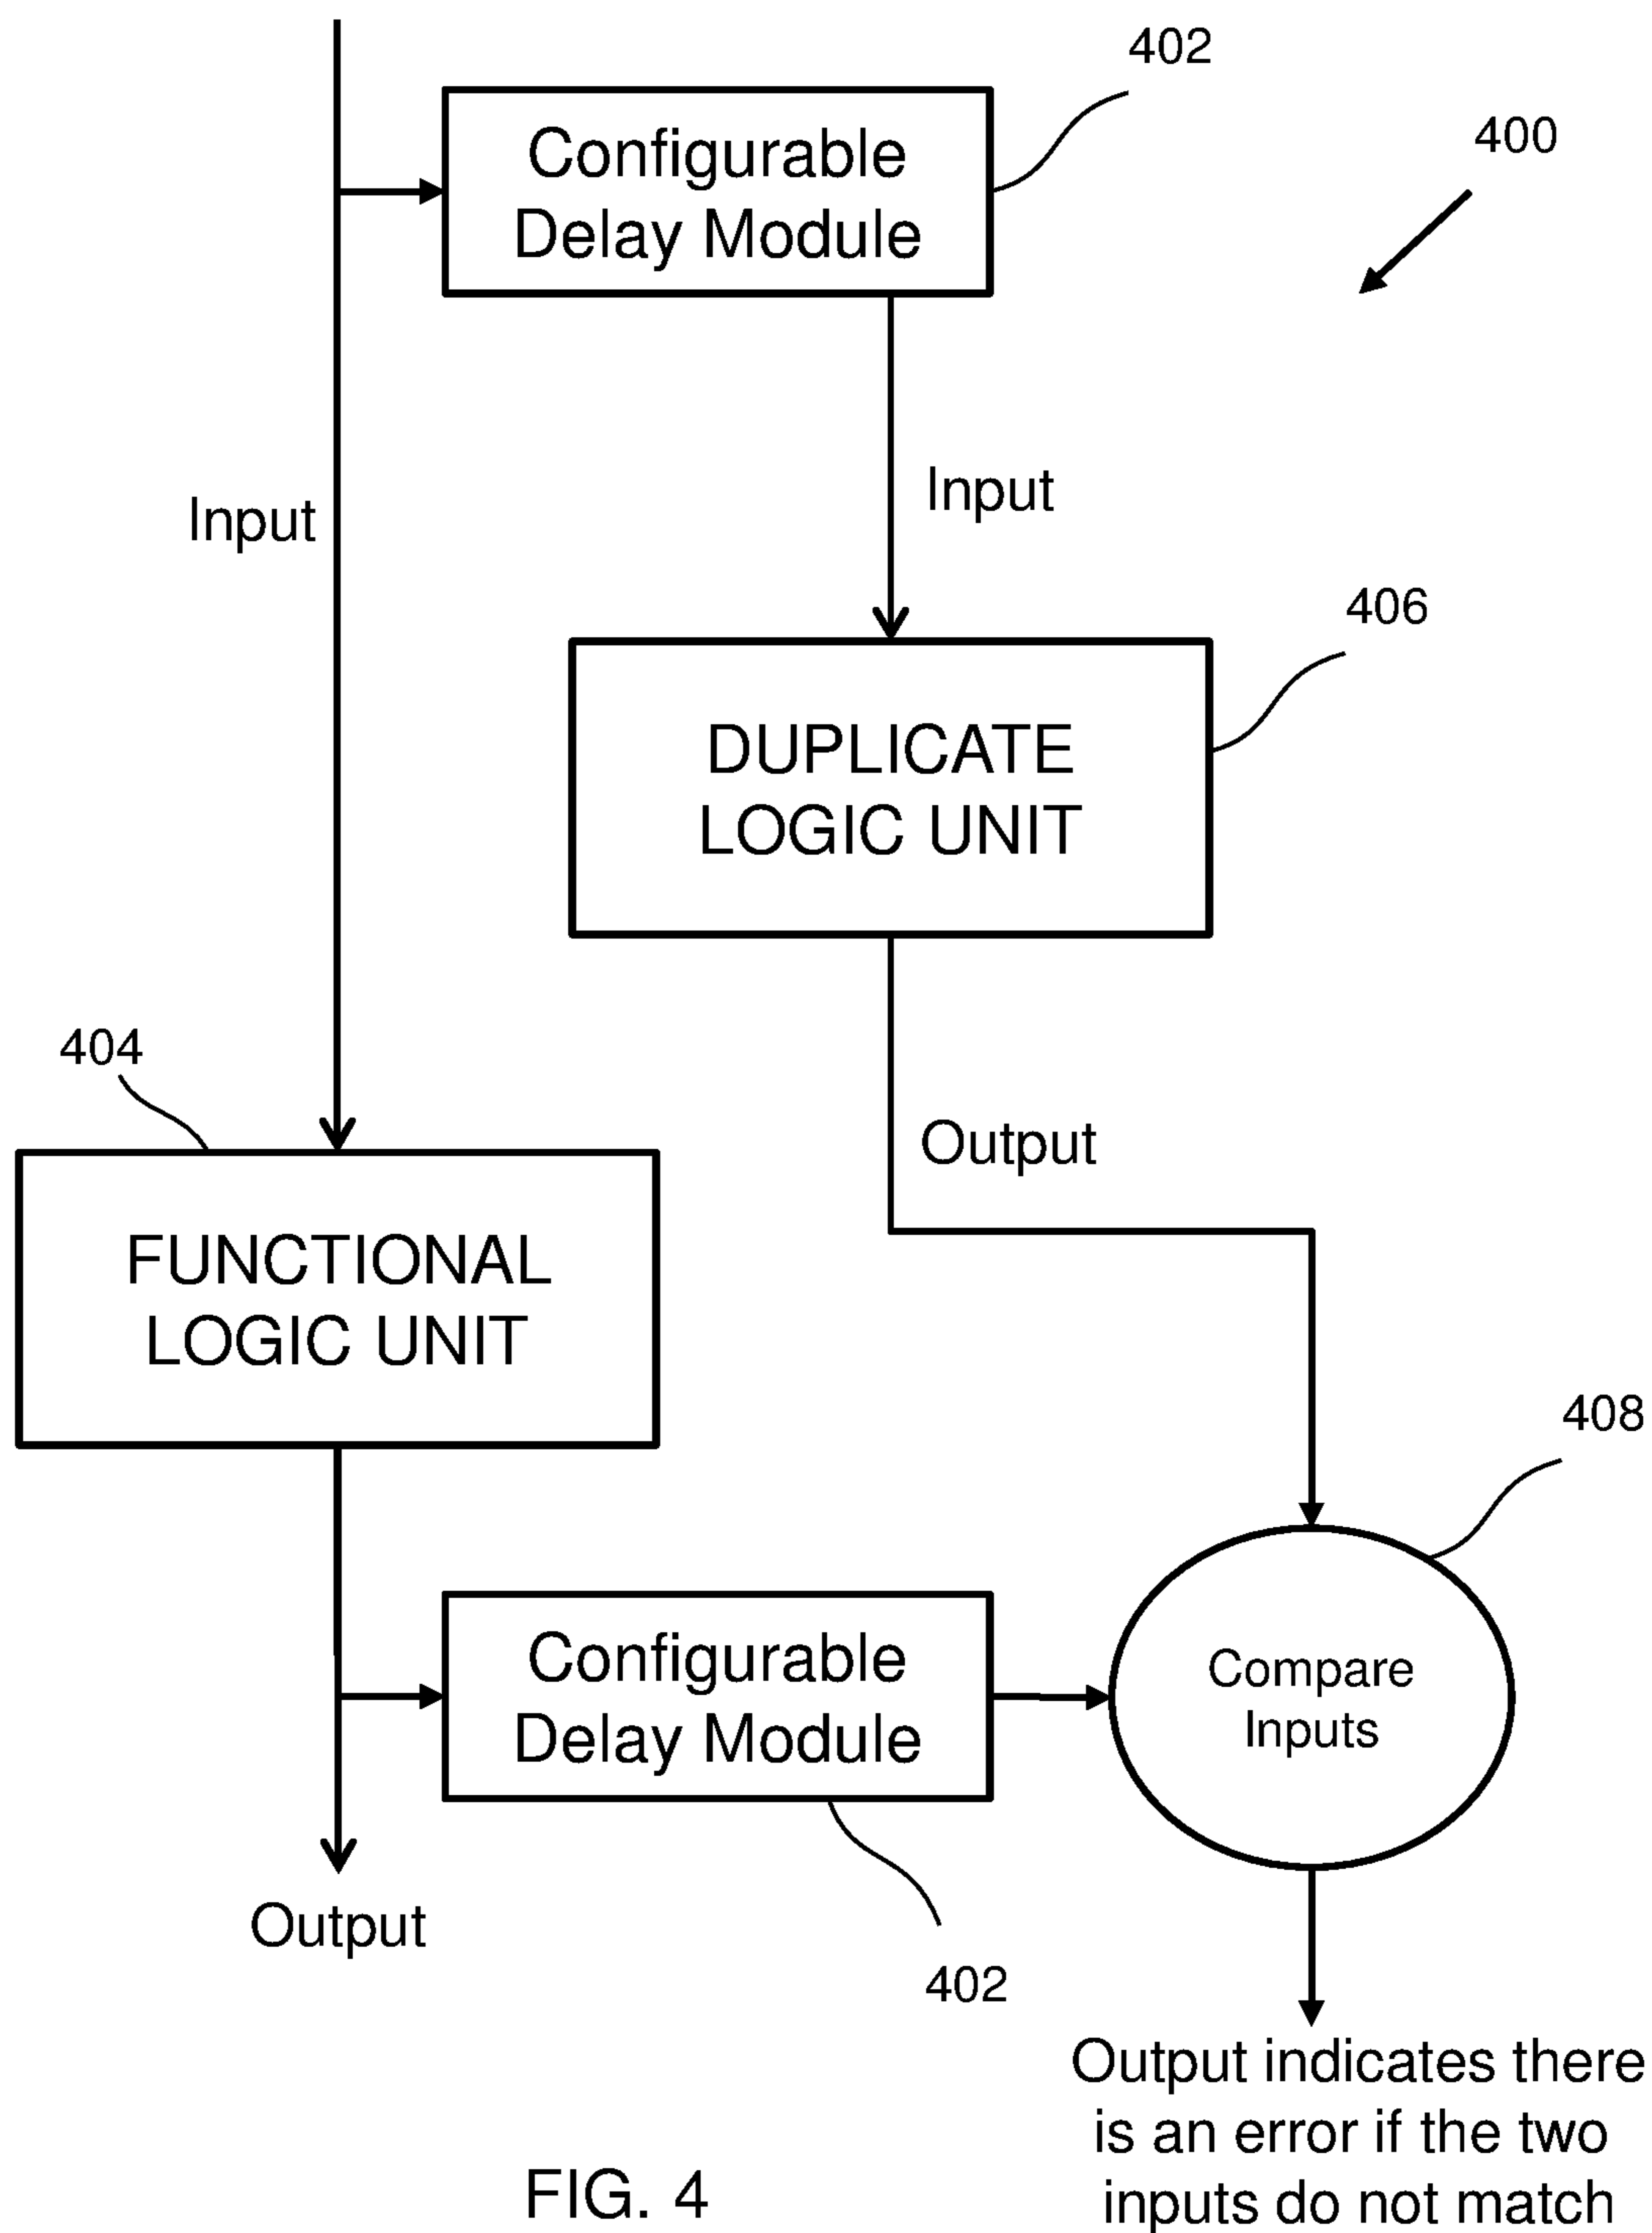 402
Configurable
Delay Module
400
Input
Input
406
DUPLICATE
LOGIC UNIT
404
Output
FUNCTIONAL
LOGIC UNIT
408
Configurable
Delay Module
Compare
Inputs
Output
402
Output indicates there
is an error if the two
inputs do not match
FIG. 4